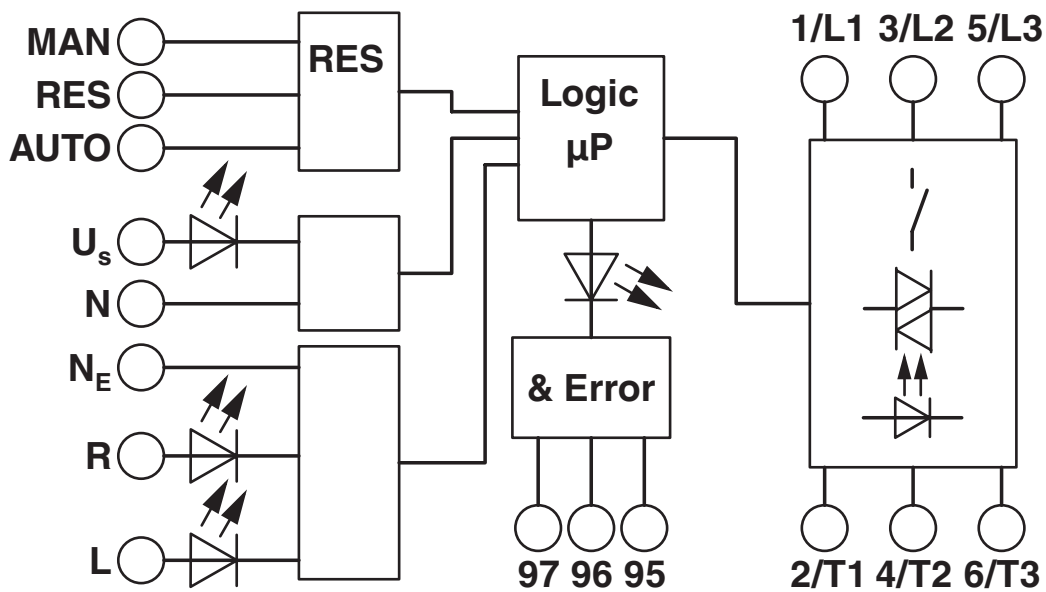 MAN
RES
AUTO
RES
Logic
µP
1/L1 3/L2 5/L3
Us
N
NE
R
L
& Error
97 96 95
2/T1 4/T2 6/T3